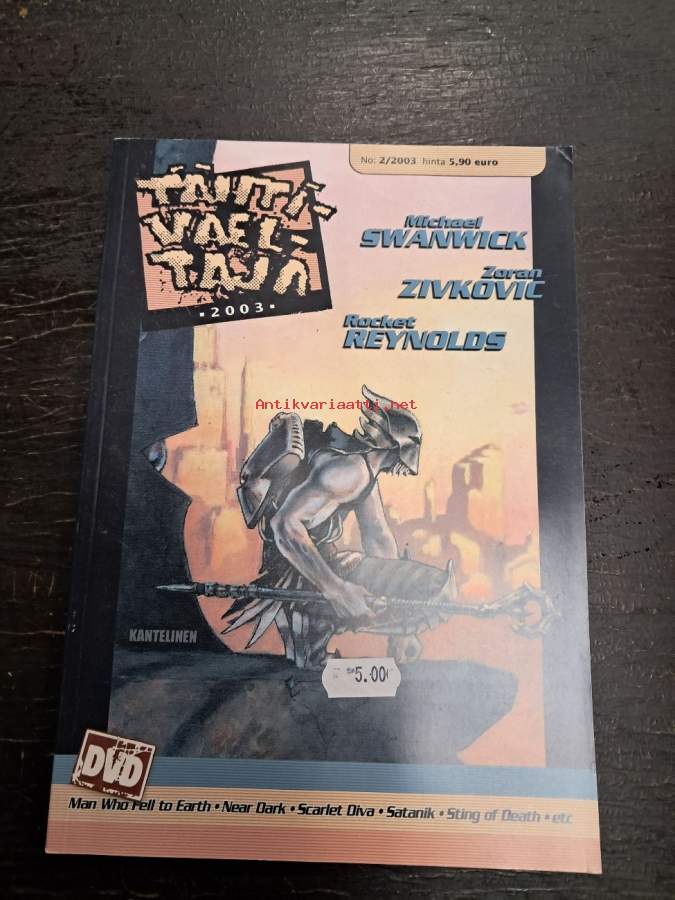 No: 2/2003 hinta 5,90 euro
TÄHTI-
VAEL-
TAJA
•2003•
Michael
SWANWICK
Zoran
ZIVKOVIC
Rocket
REYNOLDS
Antikvariaatti.net
KANTELINEN
5.00
DVD
Man Who Fell to Earth • Near Dark • Scarlet Diva • Satanik • Sting of Death • etc